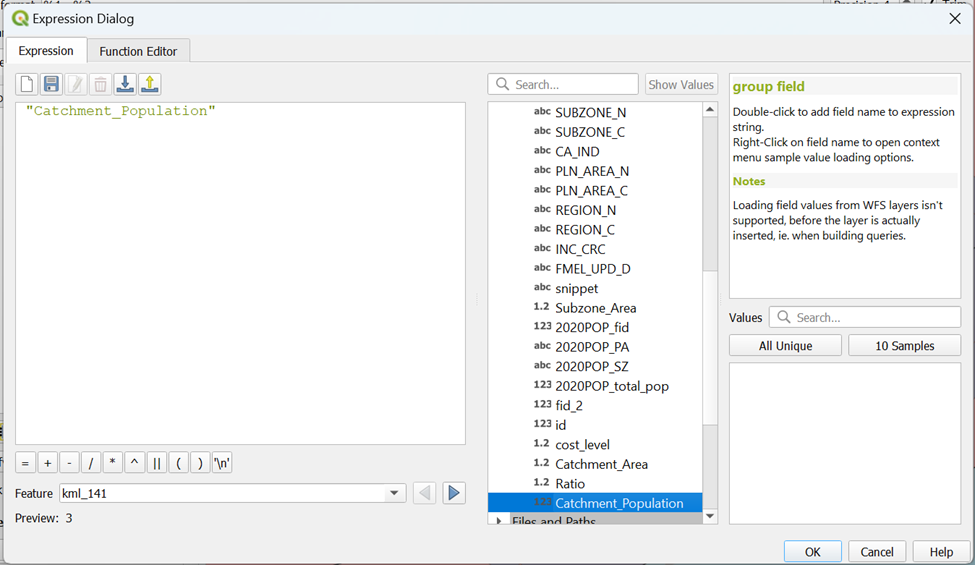 Expression Dialog
Expression
Function Editor
Search...
Show Values
"Catchment_Population"
abc SUBZONE_N
abc SUBZONE_C
abc CA_IND
abc PLN_AREA_N
abc PLN_AREA_C
abc REGION_N
abc REGION_C
abc INC_CRC
abc FMEL_UPD_D
abc snippet
1.2 Subzone_Area
123 2020POP_fid
abc 2020POP_PA
abc 2020POP_SZ
123 2020POP_total_pop
123 fid_2
123 id
1.2 cost_level
1.2 Catchment_Area
1.2 Ratio
123 Catchment_Population
Files and Paths
group field
Double-click to add field name to expression
string.
Right-Click on field name to open context
menu sample value loading options.
Notes
Loading field values from WFS layers isn't
supported, before the layer is actually
inserted, ie. when building queries.
Values
Search...
All Unique
10 Samples
= + - / * ^ || ( ) '\n'
Feature kml_141
Preview: 3
OK
Cancel
Help